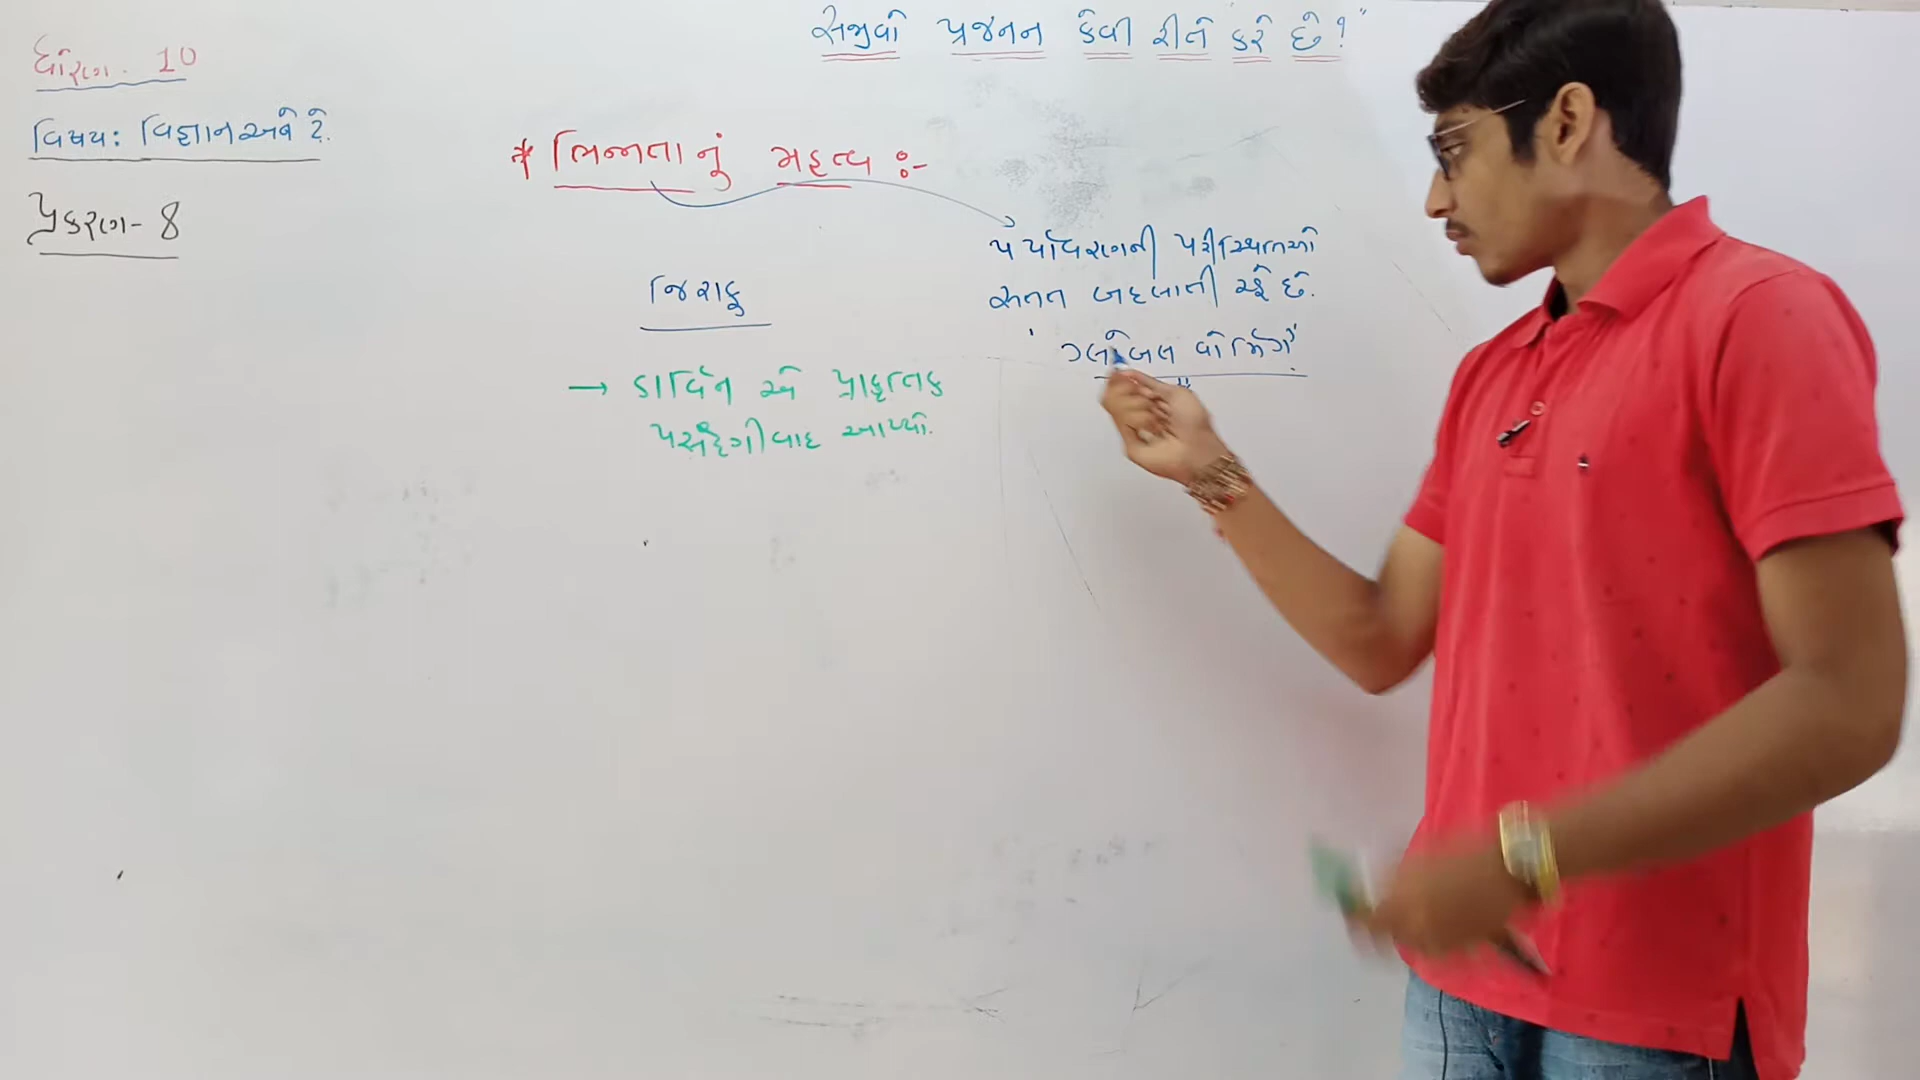 સજીવો પ્રજનન કેવી રીતે કરે છે ?"
ધોરણ. 10
વિષય: વિજ્ઞાન અને ટે.
પ્રકરણ- 8
* ભિન્નતાનું મહત્વ :-
પર્યાવરણની પરીસ્થિતિઓ
સતત બદલાતી રહે છે.
' ગ્લોબલ વોર્મિંગ'
જિરાફ
→ ડાર્વિન એ પ્રાકૃતિક
પસંદગીવાદ આપ્યો.